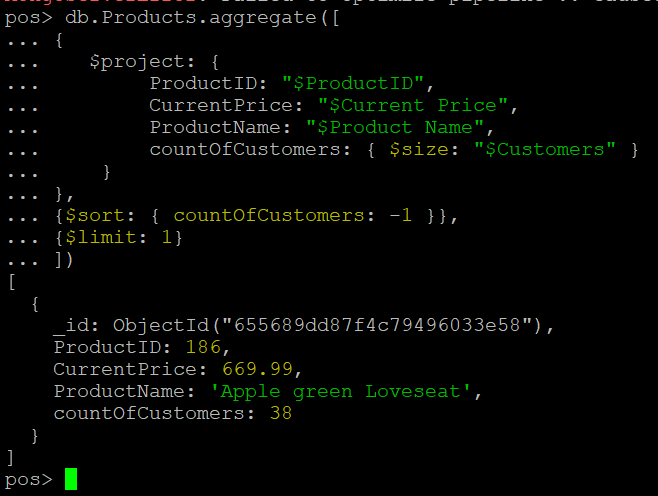 pos> db.Products.aggregate([
... {
...    $project: {
...         ProductID: "$ProductID",
...         CurrentPrice: "$Current Price",
...         ProductName: "$Product Name",
...         countOfCustomers: { $size: "$Customers" }
...     }
... },
... {$sort: { countOfCustomers: -1 }},
... {$limit: 1}
... ])
[
  {
    _id: ObjectId("655689dd87f4c79496033e58"),
    ProductID: 186,
    CurrentPrice: 669.99,
    ProductName: 'Apple green Loveseat',
    countOfCustomers: 38
  }
]
pos>